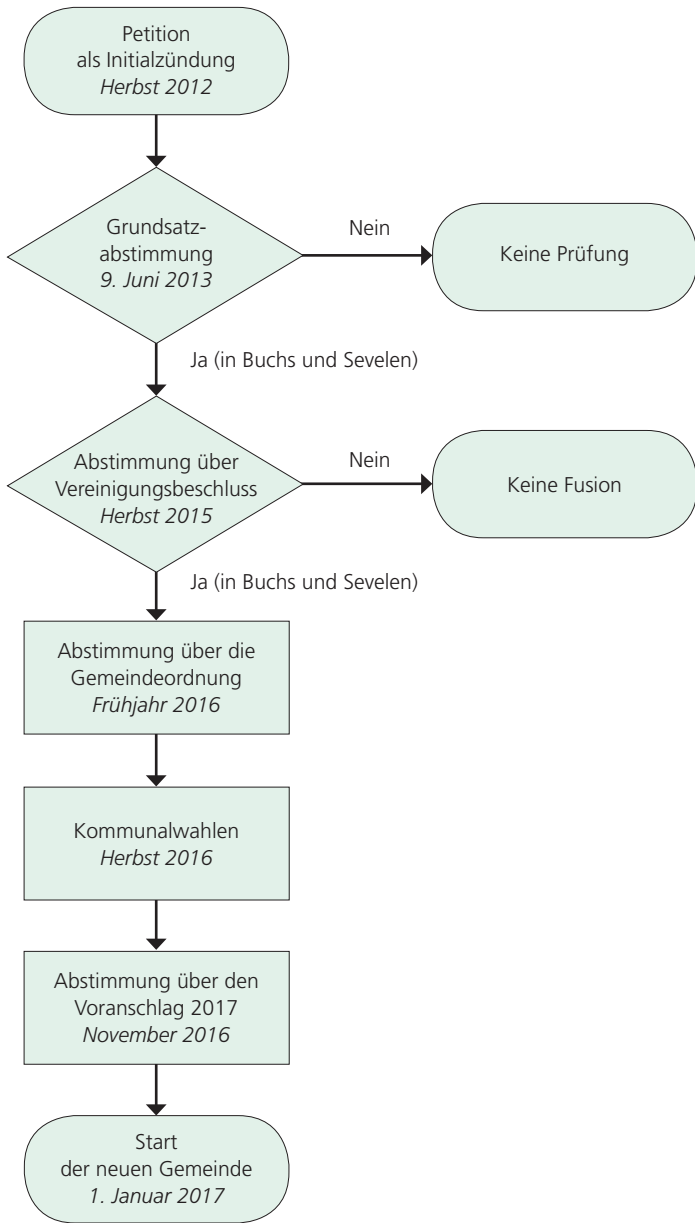 Petition
als Initialzündung
Herbst 2012
Grundsatz-
abstimmung
9. Juni 2013
Nein
Keine Prüfung
Ja (in Buchs und Sevelen)
Abstimmung über
Vereinigungsbeschluss
Herbst 2015
Nein
Keine Fusion
Ja (in Buchs und Sevelen)
Abstimmung über die
Gemeindeordnung
Frühjahr 2016
Kommunalwahlen
Herbst 2016
Abstimmung über den
Voranschlag 2017
November 2016
Start
der neuen Gemeinde
1. Januar 2017